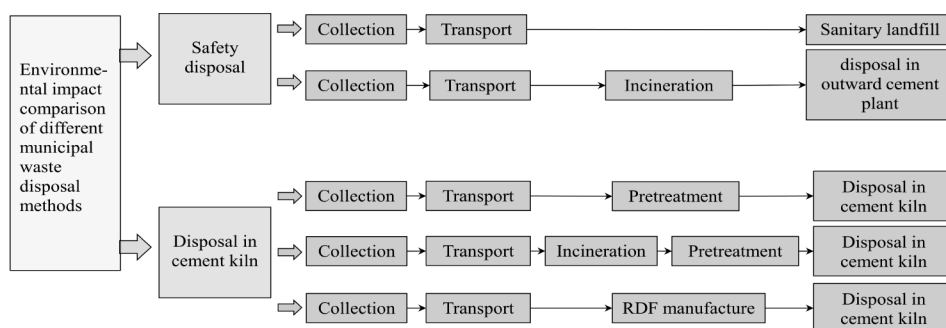 Environme-
ntal impact
comparison
of different
municipal
waste
disposal
methods
Safety
disposal
Collection
Transport
Sanitary landfill
Collection
Transport
Incineration
disposal in
outward cement
plant
Disposal in
cement kiln
Collection
Transport
Pretreatment
Disposal in
cement kiln
Collection
Transport
Incineration
Pretreatment
Disposal in
cement kiln
Collection
Transport
RDF manufacture
Disposal in
cement kiln